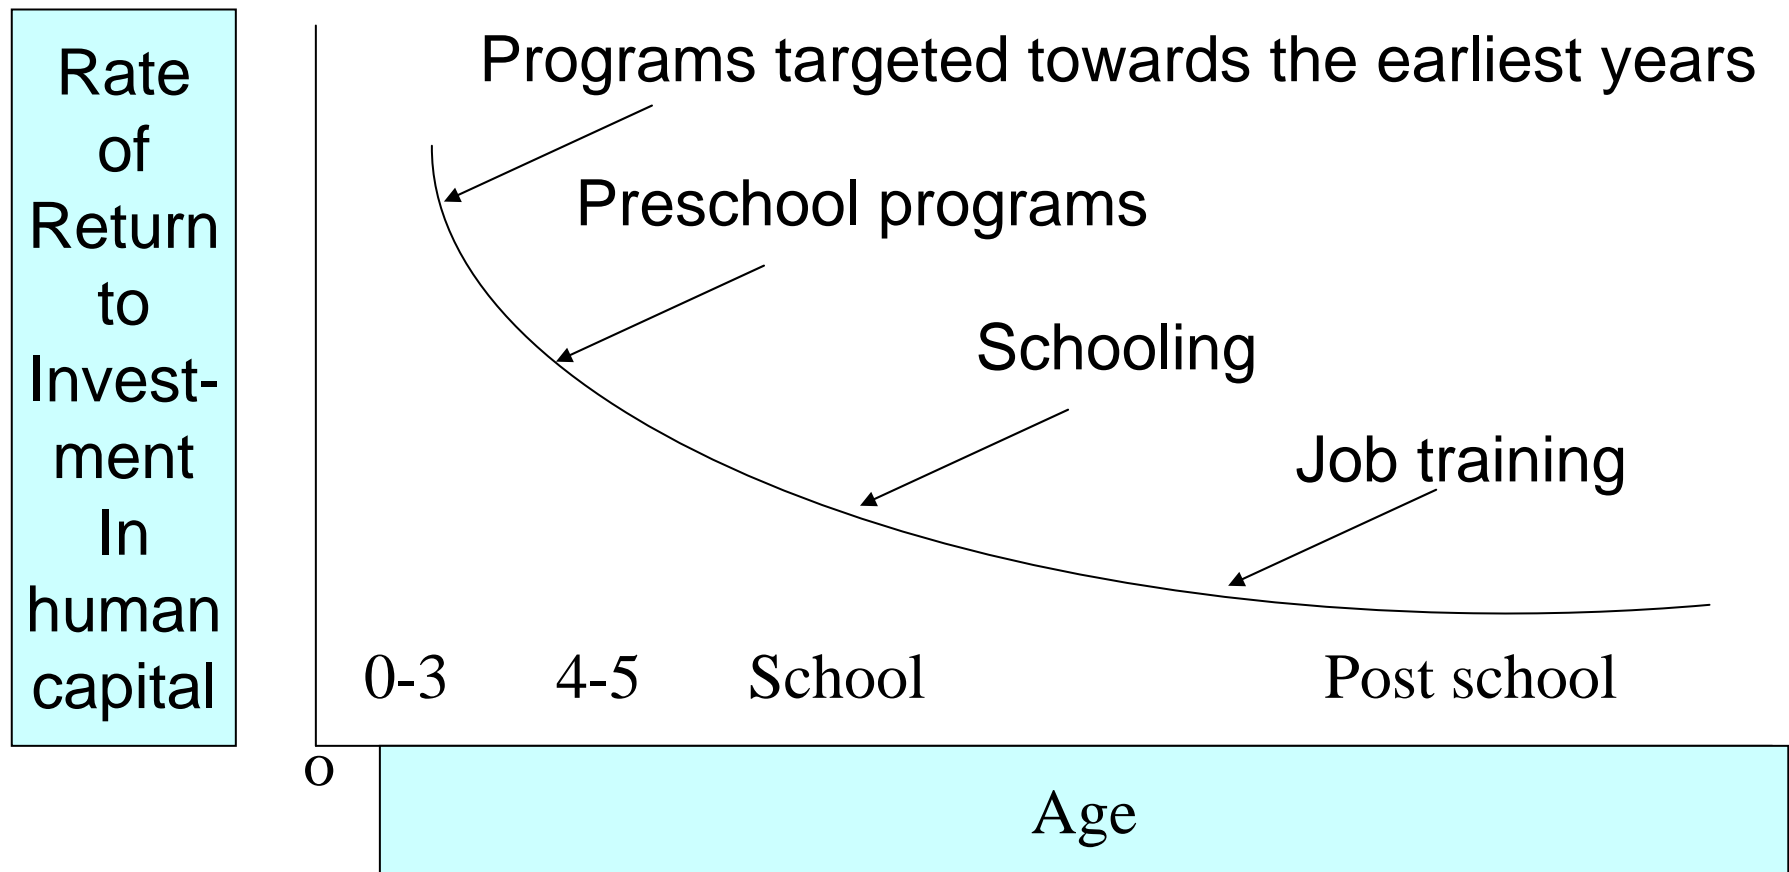 Rate
of
Return
to
Invest-
ment
In
human
capital
Programs targeted towards the earliest years
Preschool programs
Schooling
Job training
0-3 4-5 School Post school
o
Age